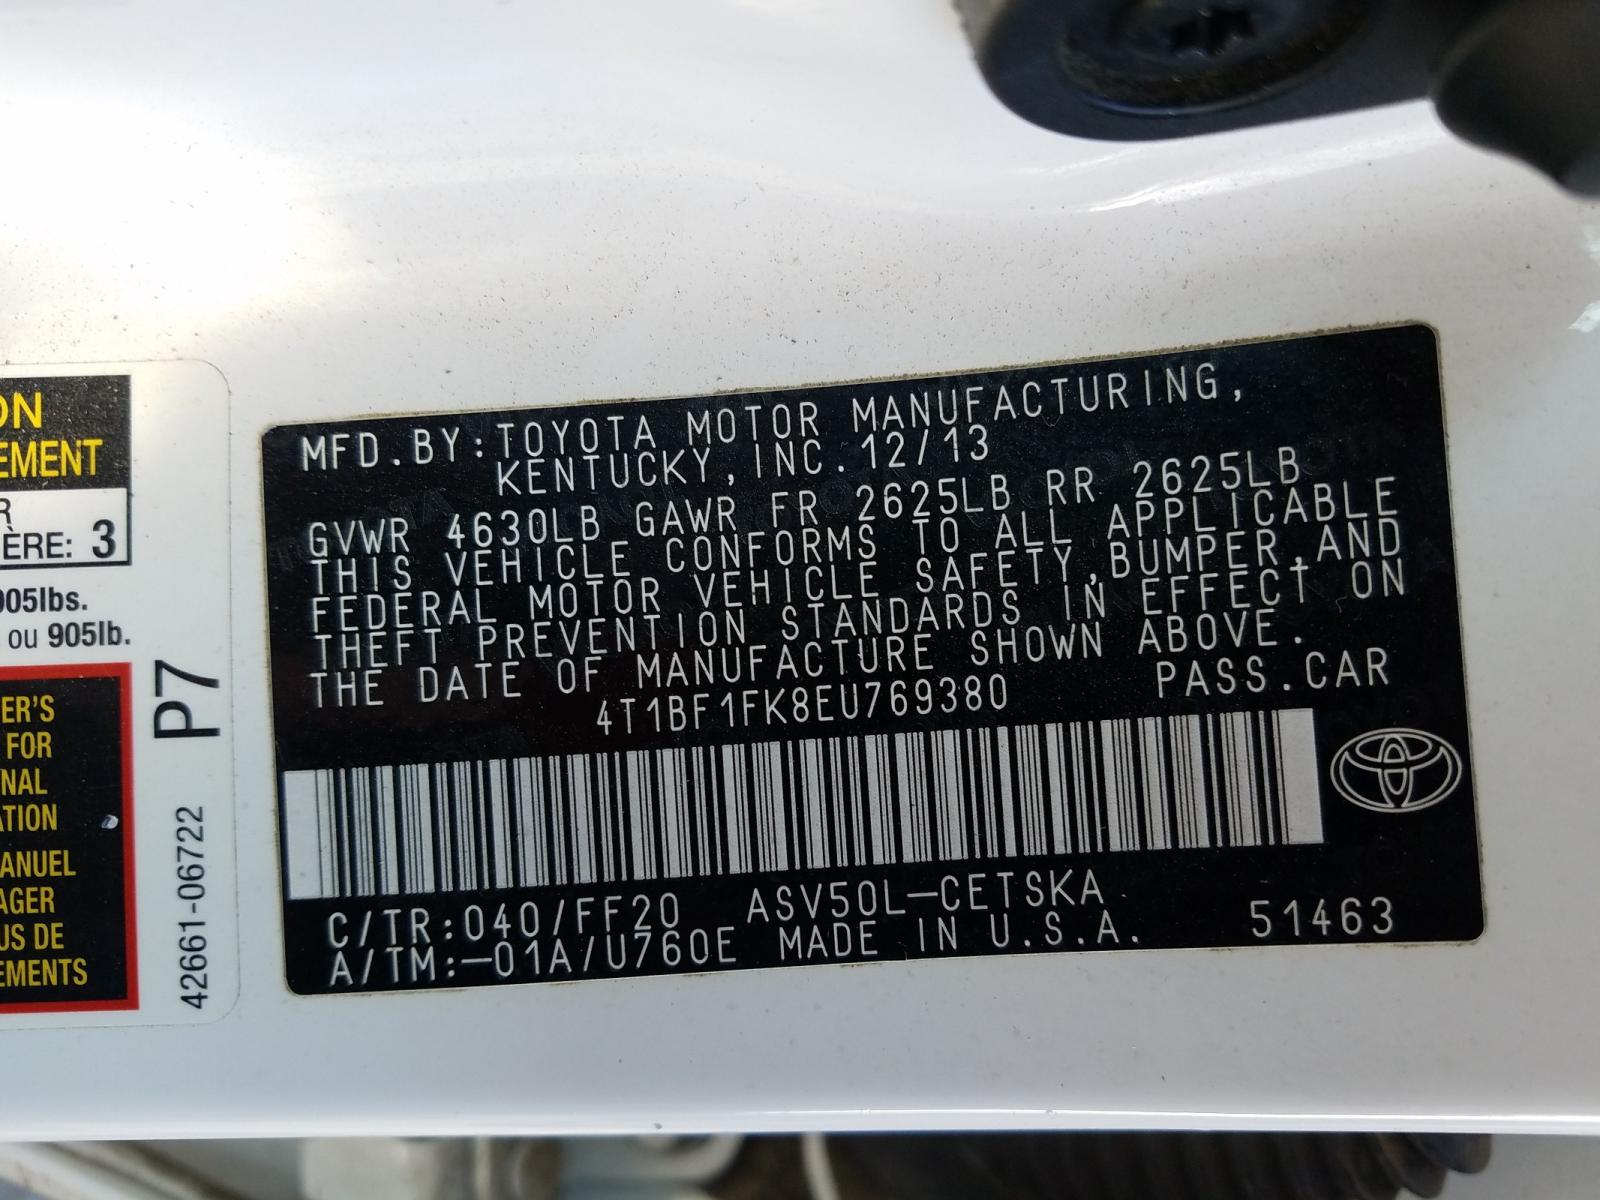 ON
EMENT
R
ÈRE: 3
905lbs.
ou 905lb.
ER'S
FOR
NAL
ATION
ANUEL
AGER
US DE
EMENTS
P7
42661-06722
MFD.BY:TOYOTA MOTOR MANUFACTURING,
KENTUCKY,INC.12/13
GVWR 4630LB GAWR FR 2625LB RR 2625LB
THIS VEHICLE CONFORMS TO ALL APPLICABLE
FEDERAL MOTOR VEHICLE SAFETY,BUMPER,AND
THEFT PREVENTION STANDARDS IN EFFECT ON
THE DATE OF MANUFACTURE SHOWN ABOVE.
4T1BF1FK8EU769380 PASS.CAR
C/TR:040/FF20 ASV50L-CETSKA
A/TM:-01A/U760E MADE IN U.S.A. 51463